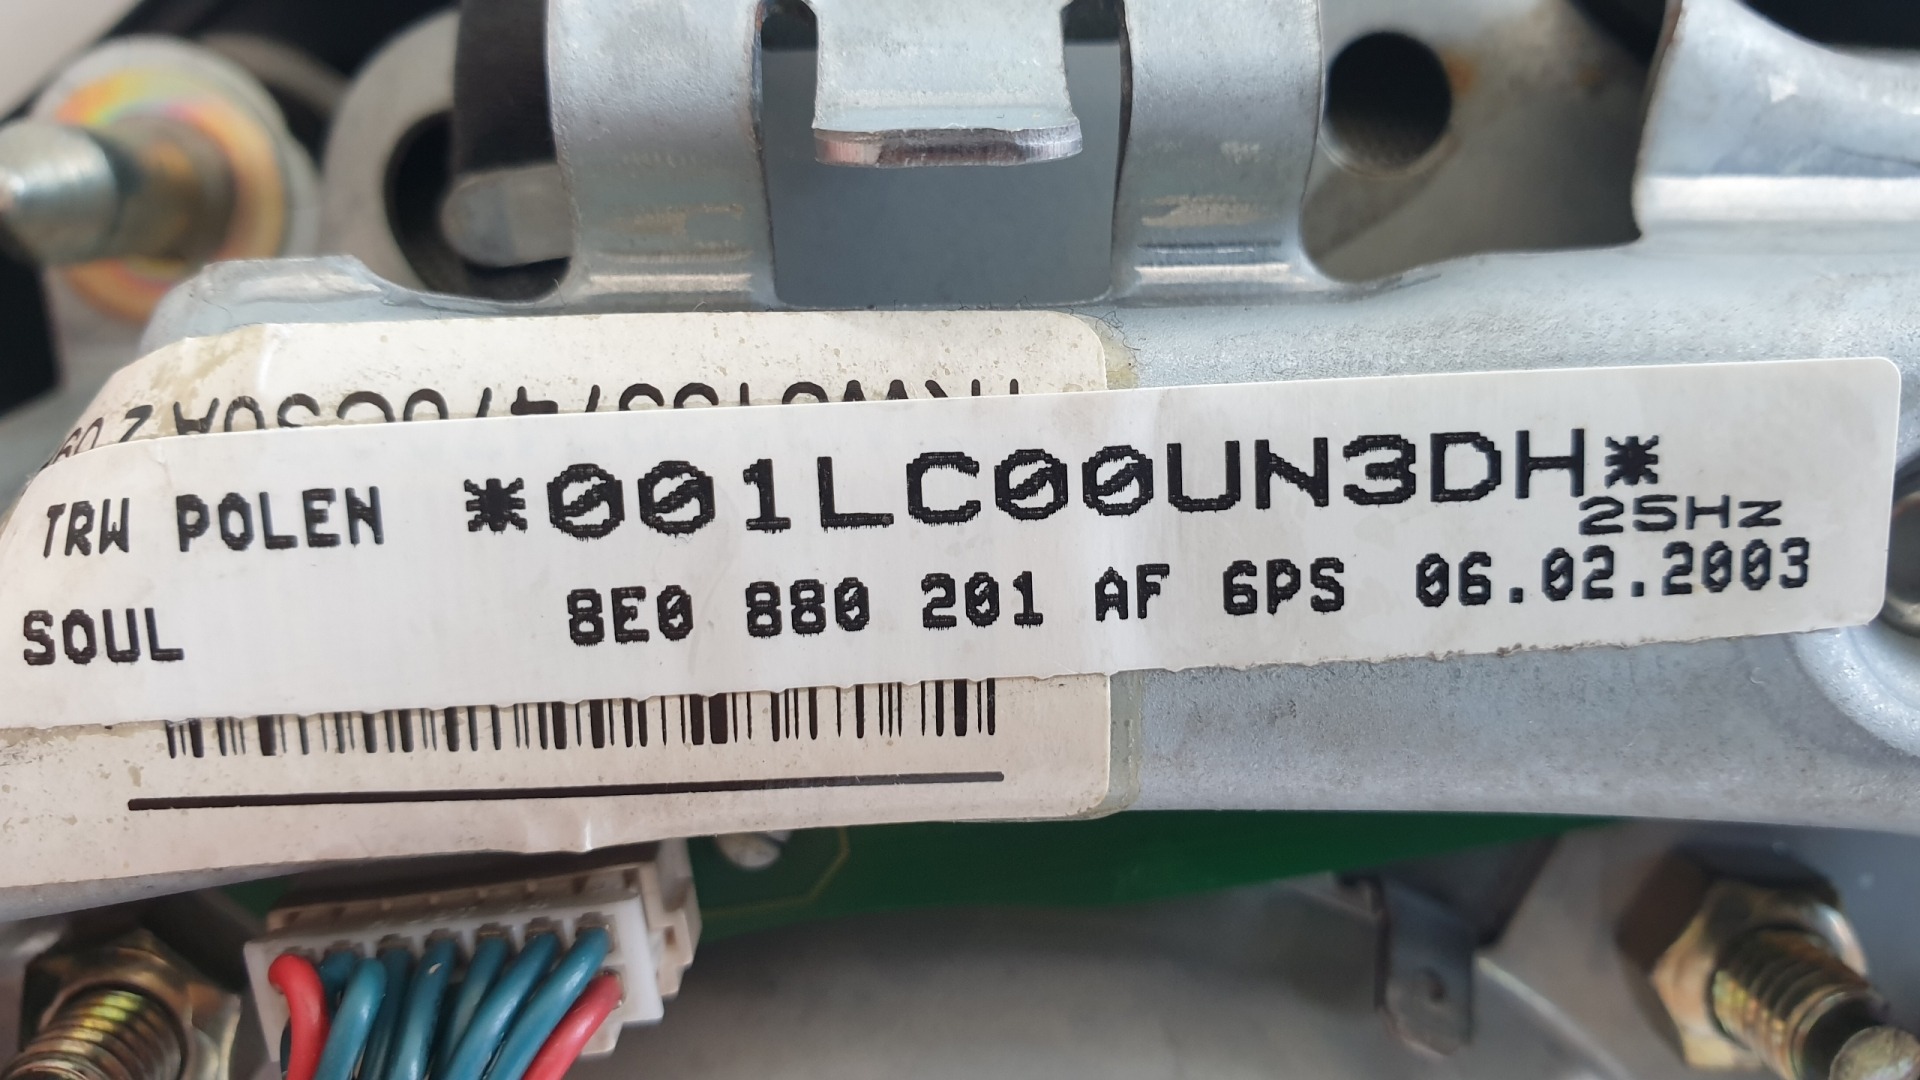 TRW POLEN *001LC00UN3DH*
25Hz
SOUL 8E0 880 201 AF 6PS 06.02.2003